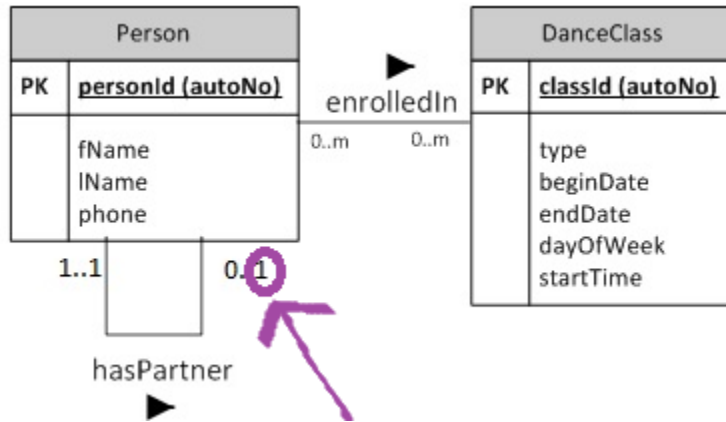 Person
PK personId (autoNo)
fName
lName
phone
enrolledIn
0..m 0..m
DanceClass
PK classId (autoNo)
type
beginDate
endDate
dayOfWeek
startTime
1..1 0..1
hasPartner